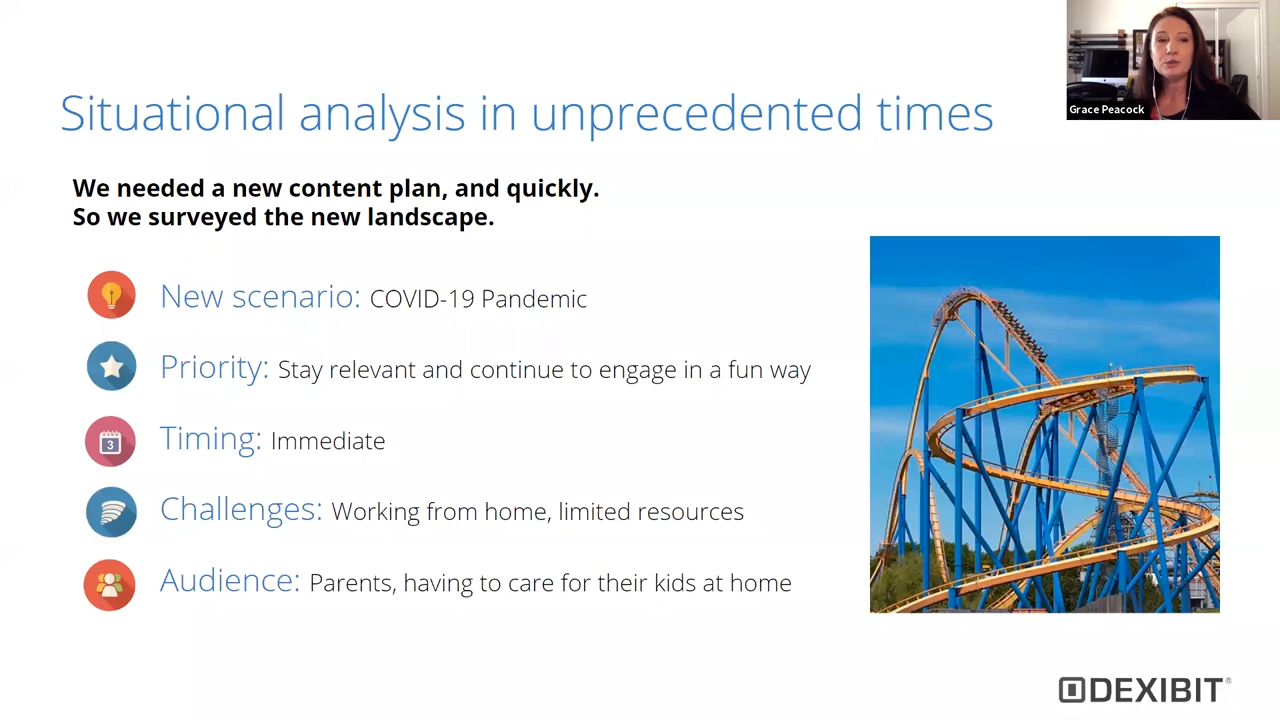 Situational analysis in unprecedented times
Grace Peacock
We needed a new content plan, and quickly.
So we surveyed the new landscape.
New scenario: COVID-19 Pandemic
Priority: Stay relevant and continue to engage in a fun way
3
Timing: Immediate
Challenges: Working from home, limited resources
Audience: Parents, having to care for their kids at home
DEXIBIT®